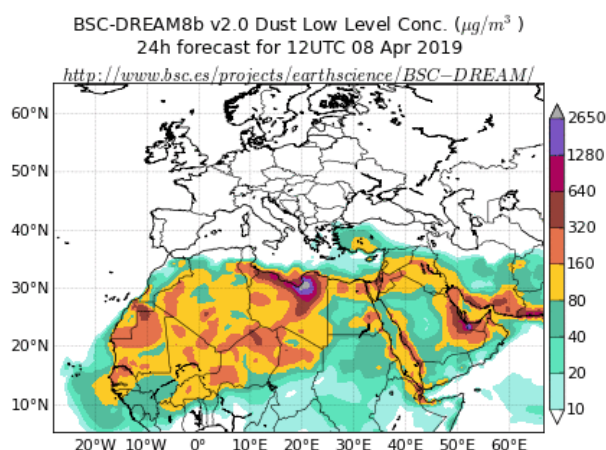 BSC-DREAM8b v2.0 Dust Low Level Conc. (μg/m³ )
24h forecast for 12UTC 08 Apr 2019
http://www.bsc.es/projects/earthscience/BSC−DREAM/
60°N
50°N
40°N
30°N
20°N
10°N
20°W 10°W 0° 10°E 20°E 30°E 40°E 50°E 60°E
2650
1280
640
320
160
80
40
20
10